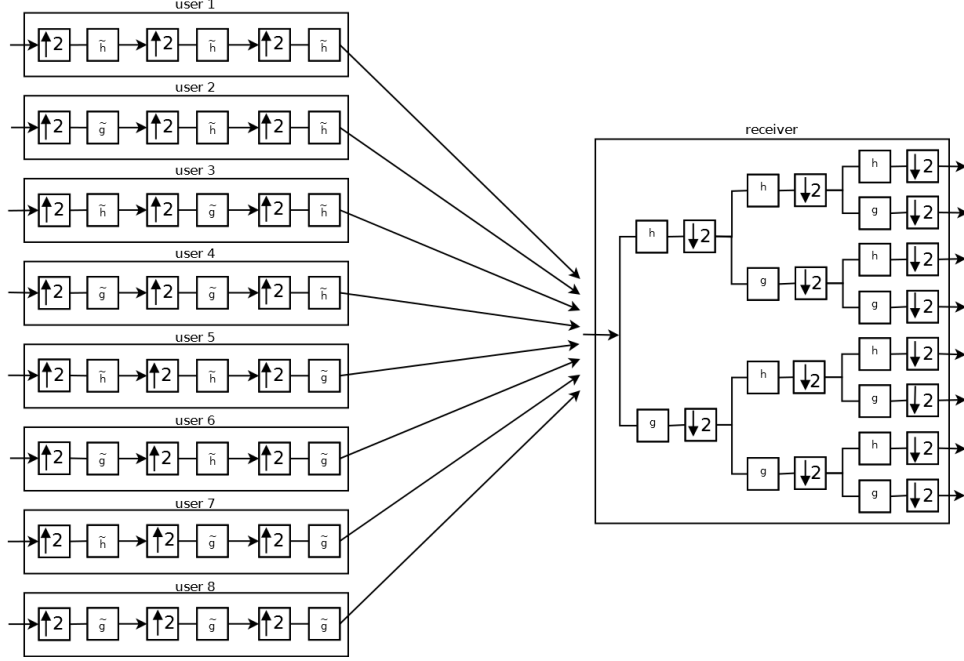 user 1
↑2 h̃ ↑2 h̃ ↑2 h̃
user 2
↑2 g̃ ↑2 h̃ ↑2 h̃
user 3
↑2 h̃ ↑2 g̃ ↑2 h̃
user 4
↑2 g̃ ↑2 g̃ ↑2 h̃
user 5
↑2 h̃ ↑2 h̃ ↑2 g̃
user 6
↑2 g̃ ↑2 h̃ ↑2 g̃
user 7
↑2 h̃ ↑2 g̃ ↑2 g̃
user 8
↑2 g̃ ↑2 g̃ ↑2 g̃
receiver
h ↓2
h ↓2
g ↓2
h ↓2
h ↓2
g ↓2
g ↓2
h ↓2
h ↓2
g ↓2
g ↓2
h ↓2
g ↓2
g ↓2